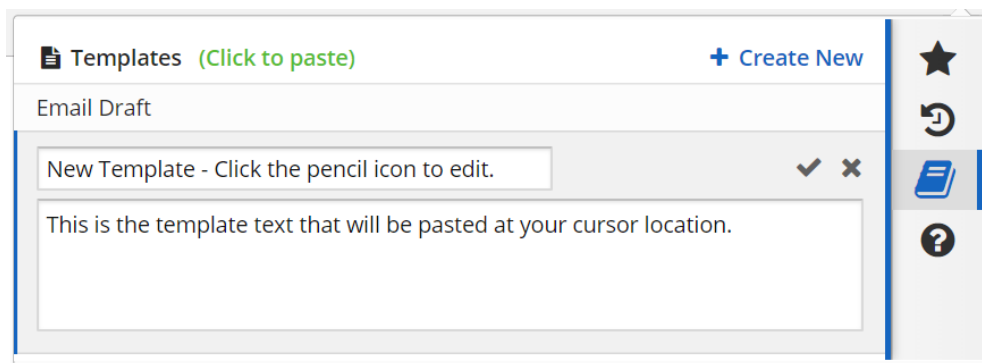 Templates (Click to paste) + Create New
Email Draft
New Template - Click the pencil icon to edit.
This is the template text that will be pasted at your cursor location.